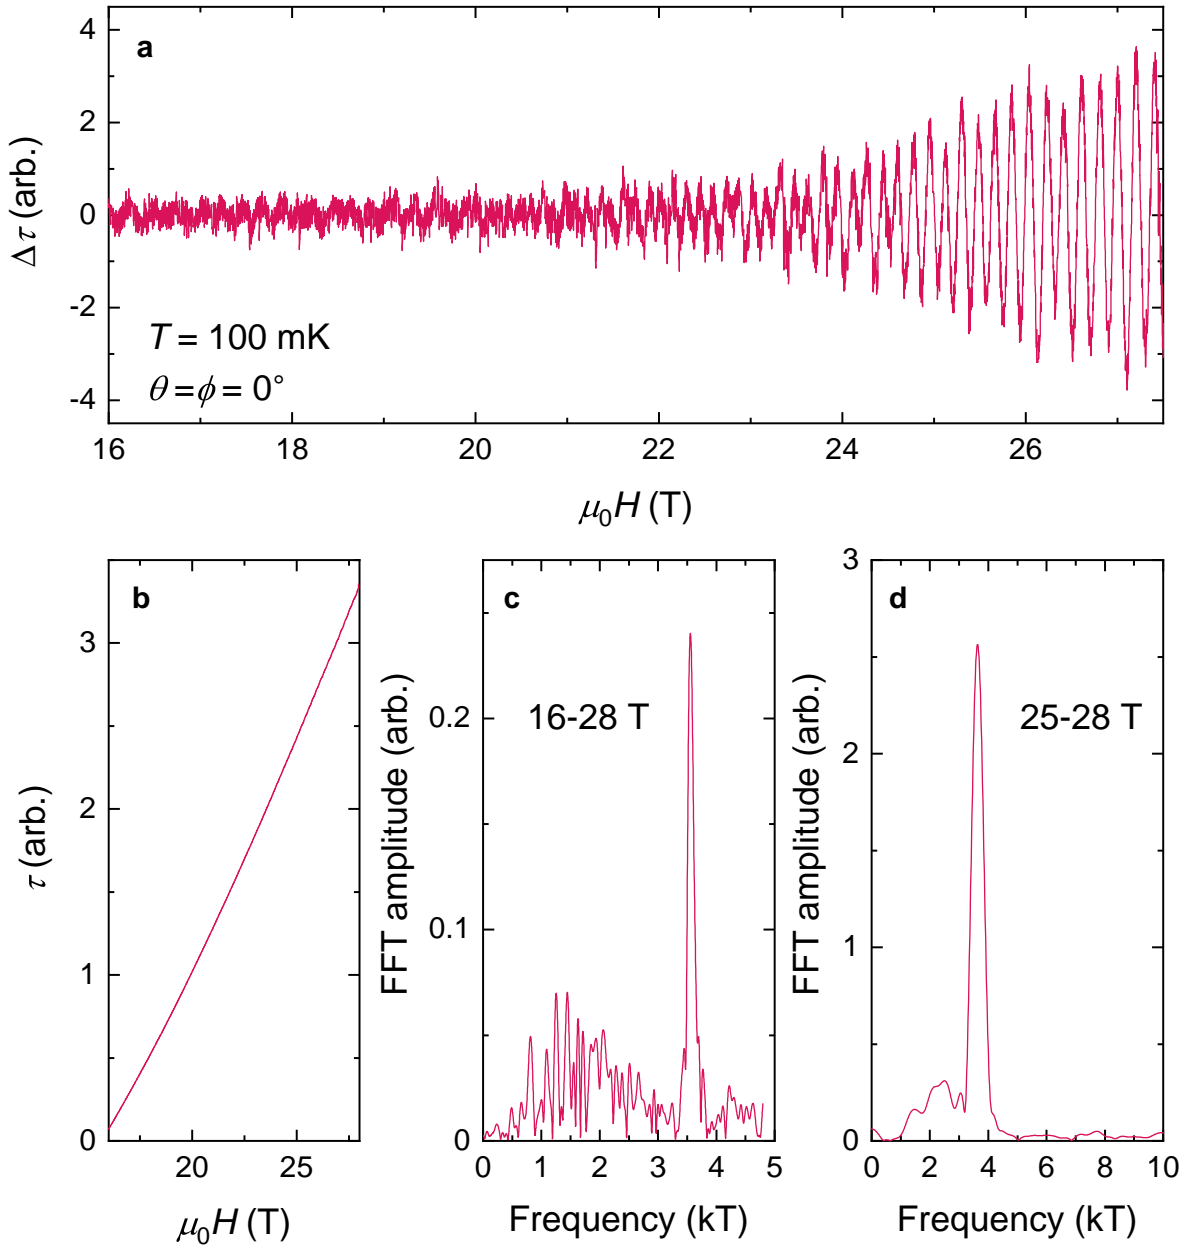 a
4
2
0
-2
-4
Δτ (arb.)
T = 100 mK
θ = ϕ = 0°
16 18 20 22 24 26
μ0H (T)
b
3
2
1
0
τ (arb.)
20 25
μ0H (T)
c
16-28 T
0.2
0.1
0
FFT amplitude (arb.)
0 1 2 3 4 5
Frequency (kT)
d
25-28 T
3
2
1
0
FFT amplitude (arb.)
0 2 4 6 8 10
Frequency (kT)